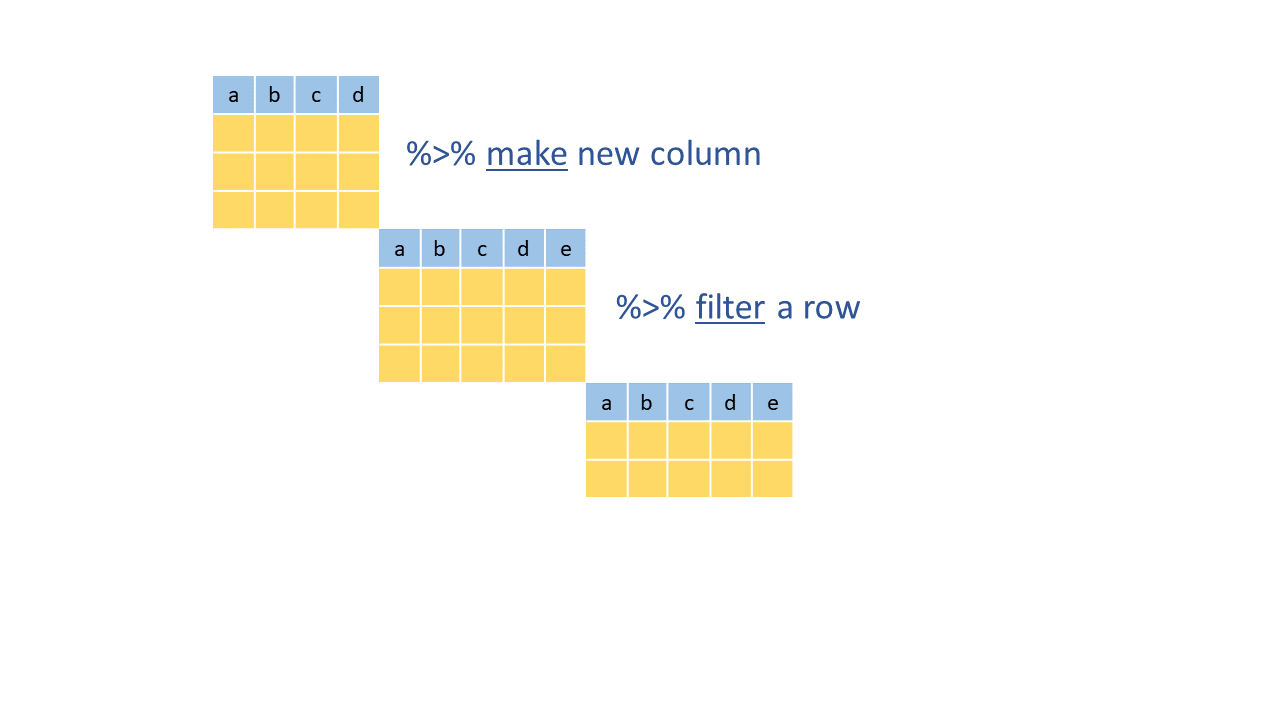 a b c d
%>% make new column
a b c d e
%>% filter a row
a b c d e